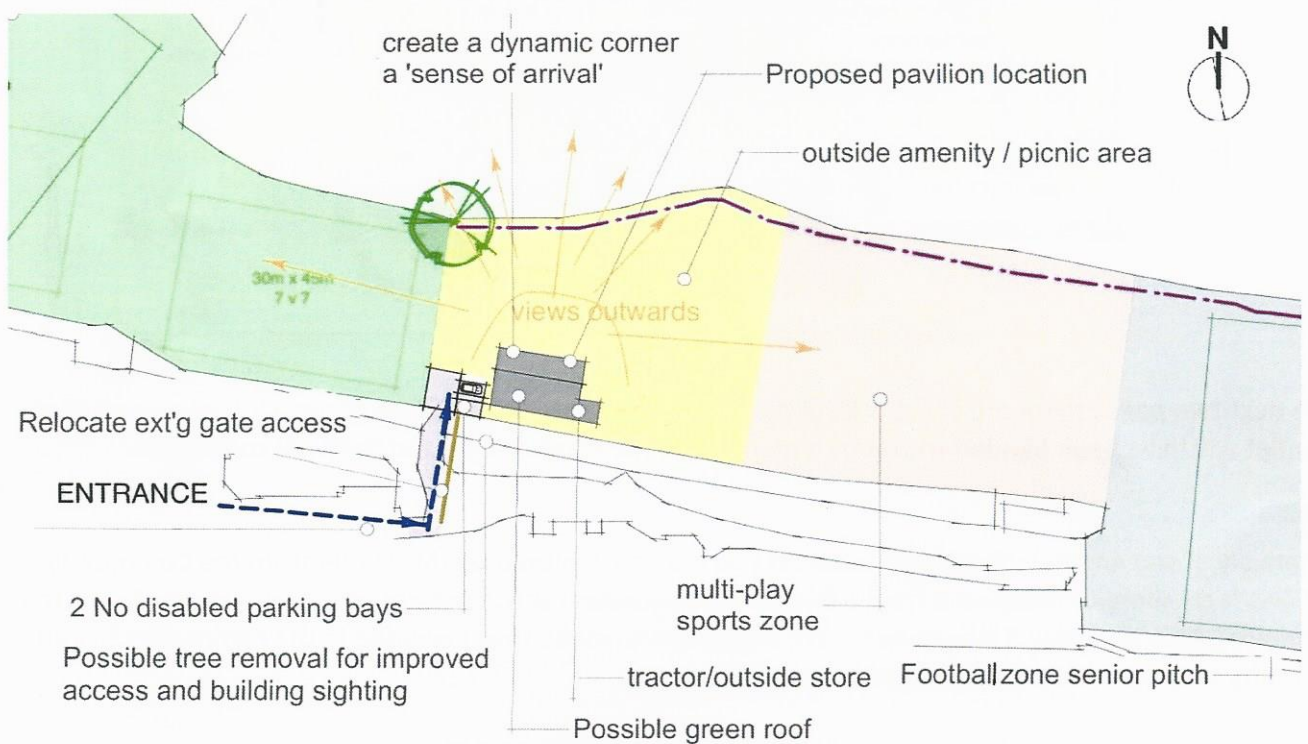 create a dynamic corner
a 'sense of arrival'
N
Proposed pavilion location
outside amenity / picnic area
30m x 45m
7 v 7
views outwards
Relocate ext'g gate access
ENTRANCE
2 No disabled parking bays
multi-play
sports zone
Possible tree removal for improved
access and building sighting
tractor/outside store
Football zone senior pitch
Possible green roof